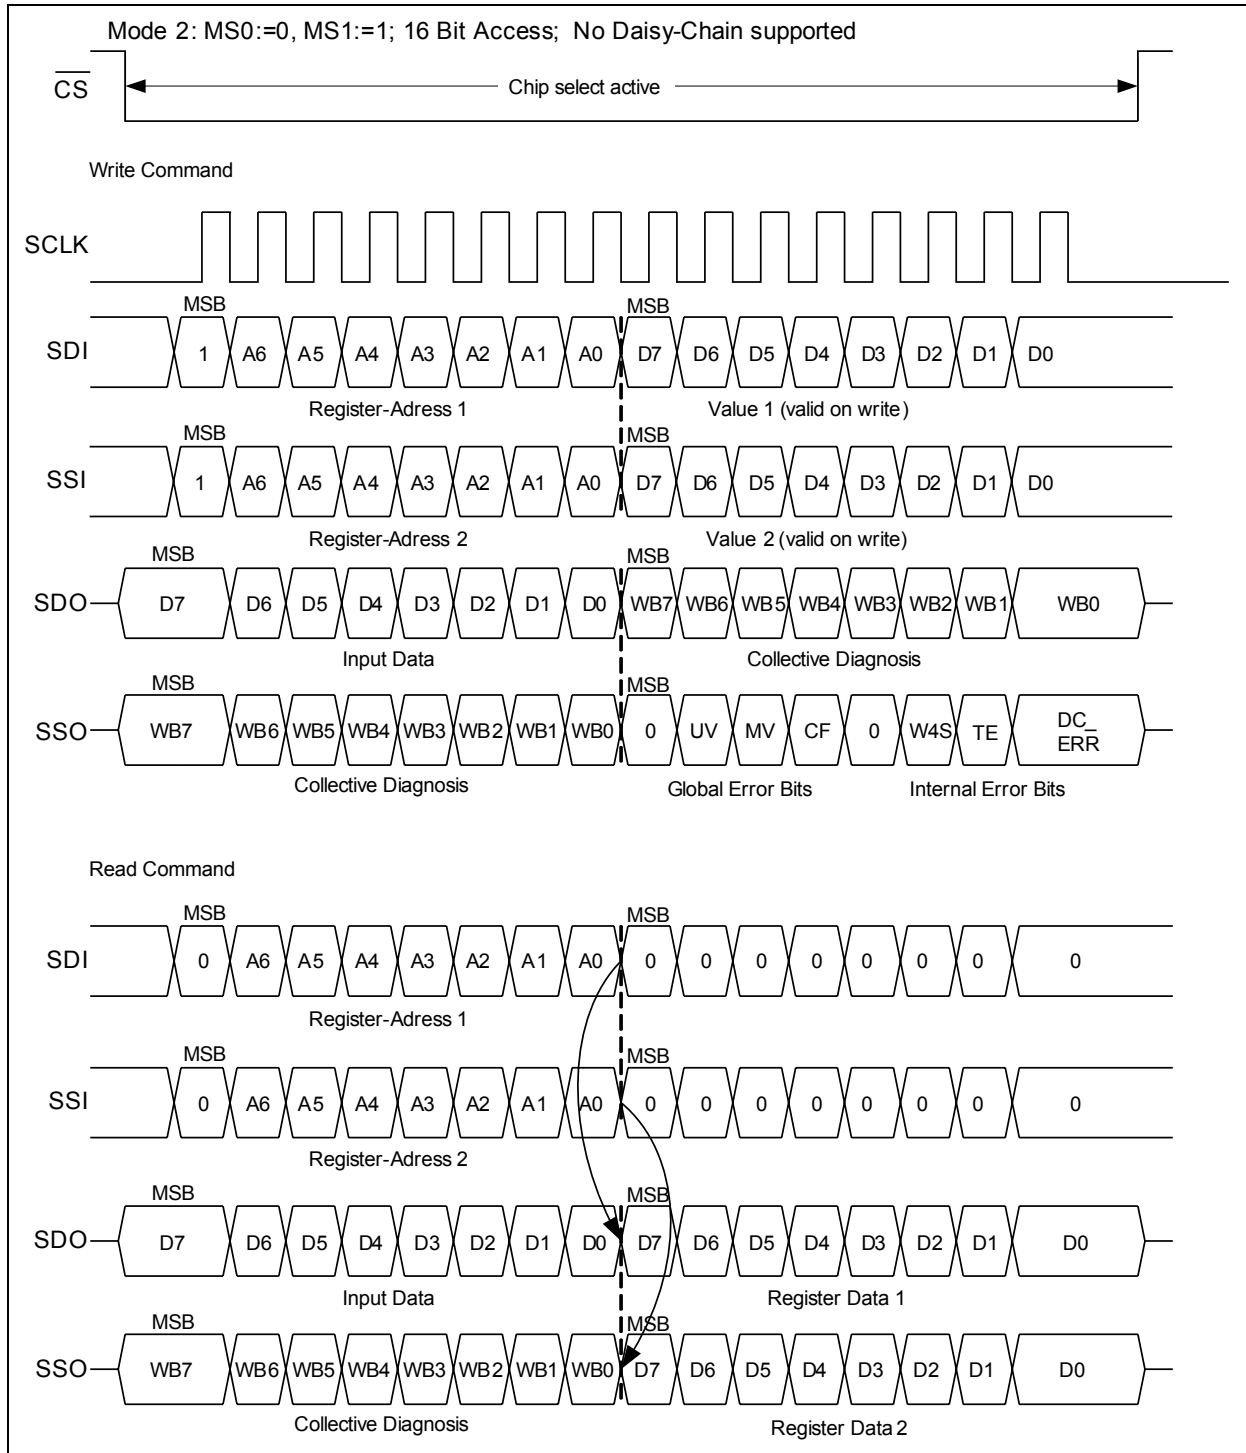 Mode 2: MS0:=0, MS1:=1; 16 Bit Access; No Daisy-Chain supported
CS
Chip select active
Write Command
SCLK
MSB MSB
SDI 1 A6 A5 A4 A3 A2 A1 A0 D7 D6 D5 D4 D3 D2 D1 D0
Register-Adress 1 Value 1 (valid on write)
MSB MSB
SSI 1 A6 A5 A4 A3 A2 A1 A0 D7 D6 D5 D4 D3 D2 D1 D0
Register-Adress 2 Value 2 (valid on write)
MSB MSB
SDO D7 D6 D5 D4 D3 D2 D1 D0 WB7 WB6 WB5 WB4 WB3 WB2 WB1 WB0
Input Data Collective Diagnosis
MSB MSB
SSO WB7 WB6 WB5 WB4 WB3 WB2 WB1 WB0 0 UV MV CF 0 W4S TE DC_
ERR
Collective Diagnosis Global Error Bits Internal Error Bits
Read Command
MSB MSB
SDI 0 A6 A5 A4 A3 A2 A1 A0 0 0 0 0 0 0 0 0
Register-Adress 1
MSB MSB
SSI 0 A6 A5 A4 A3 A2 A1 A0 0 0 0 0 0 0 0 0
Register-Adress 2
MSB MSB
SDO D7 D6 D5 D4 D3 D2 D1 D0 D7 D6 D5 D4 D3 D2 D1 D0
Input Data Register Data 1
MSB MSB
SSO WB7 WB6 WB5 WB4 WB3 WB2 WB1 WB0 D7 D6 D5 D4 D3 D2 D1 D0
Collective Diagnosis Register Data 2